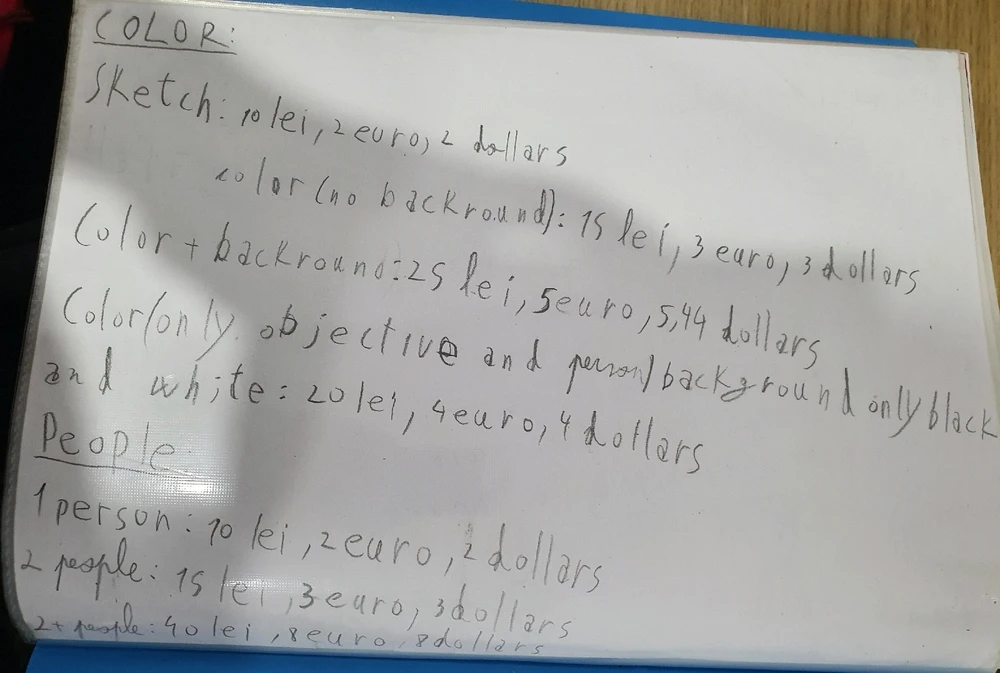 COLOR:
Sketch: 10 lei, 2 euro, 2 dollars
color (no backround): 15 lei, 3 euro, 3 dollars
Color + backround: 25 lei, 5 euro, 5,44 dollars
Color/only objective and person/background only black
and white: 20 lei, 4 euro, 4 dollars
People
1 person: 10 lei, 2 euro, 2 dollars
2 people: 15 lei, 3 euro, 3 dollars
2+ people: 40 lei, 8 euro, 8 dollars